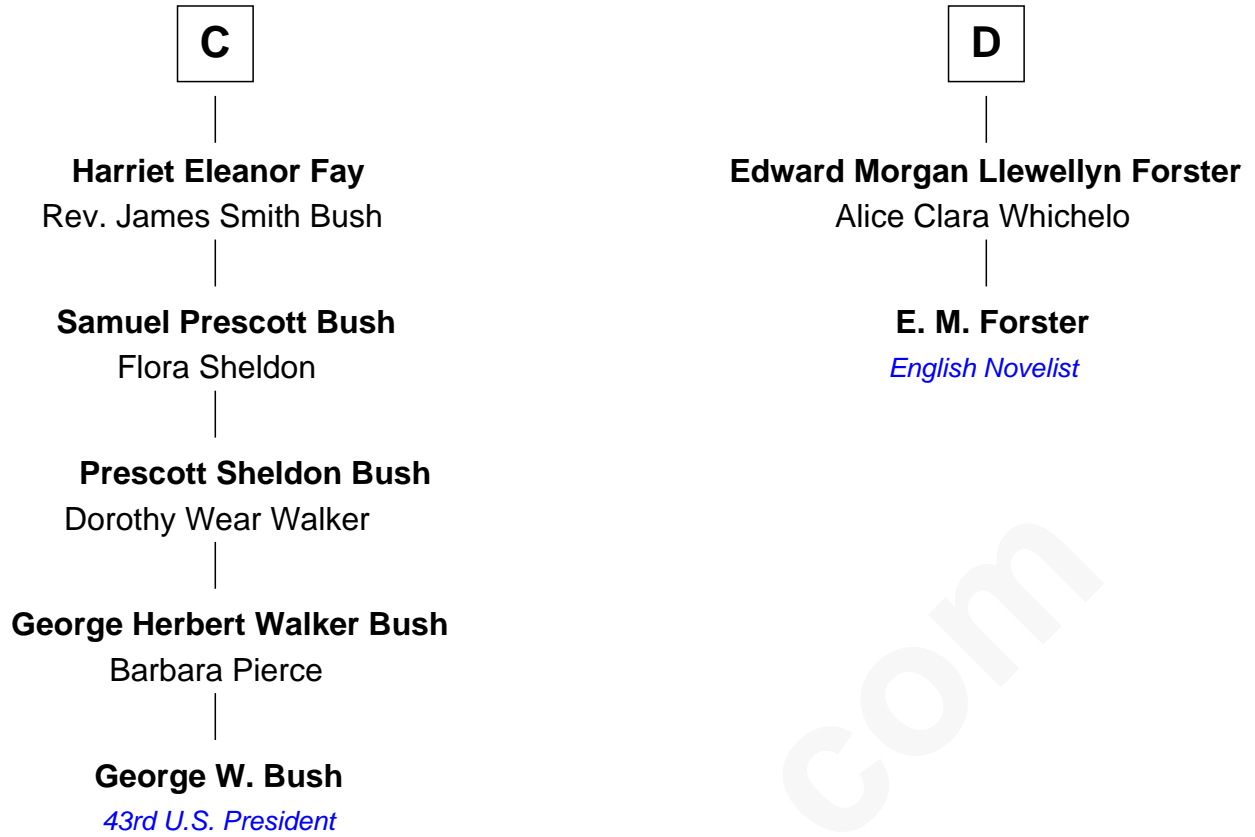 C
Harriet Eleanor Fay
Rev. James Smith Bush
Samuel Prescott Bush
Flora Sheldon
Prescott Sheldon Bush
Dorothy Wear Walker
George Herbert Walker Bush
Barbara Pierce
George W. Bush
43rd U.S. President
D
Edward Morgan Llewellyn Forster
Alice Clara Whichelo
E. M. Forster
English Novelist
com